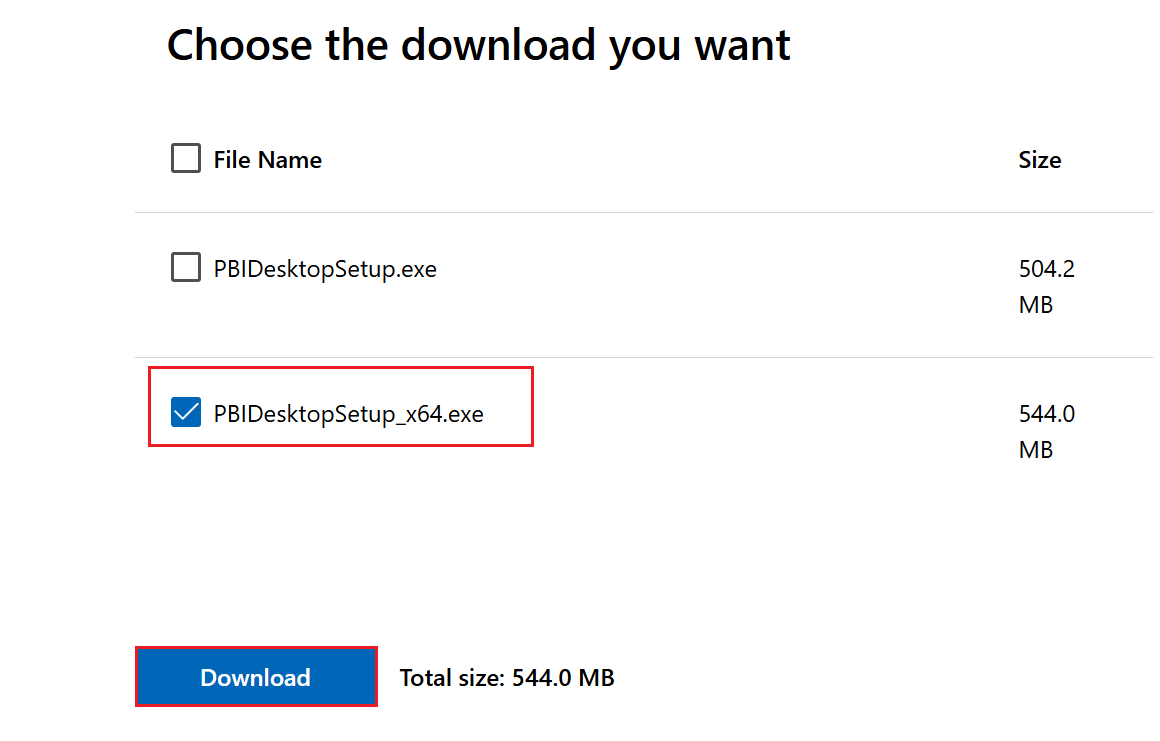 Choose the download you want
File Name Size
PBIDesktopSetup.exe 504.2
MB
PBIDesktopSetup_x64.exe 544.0
MB
Download Total size: 544.0 MB